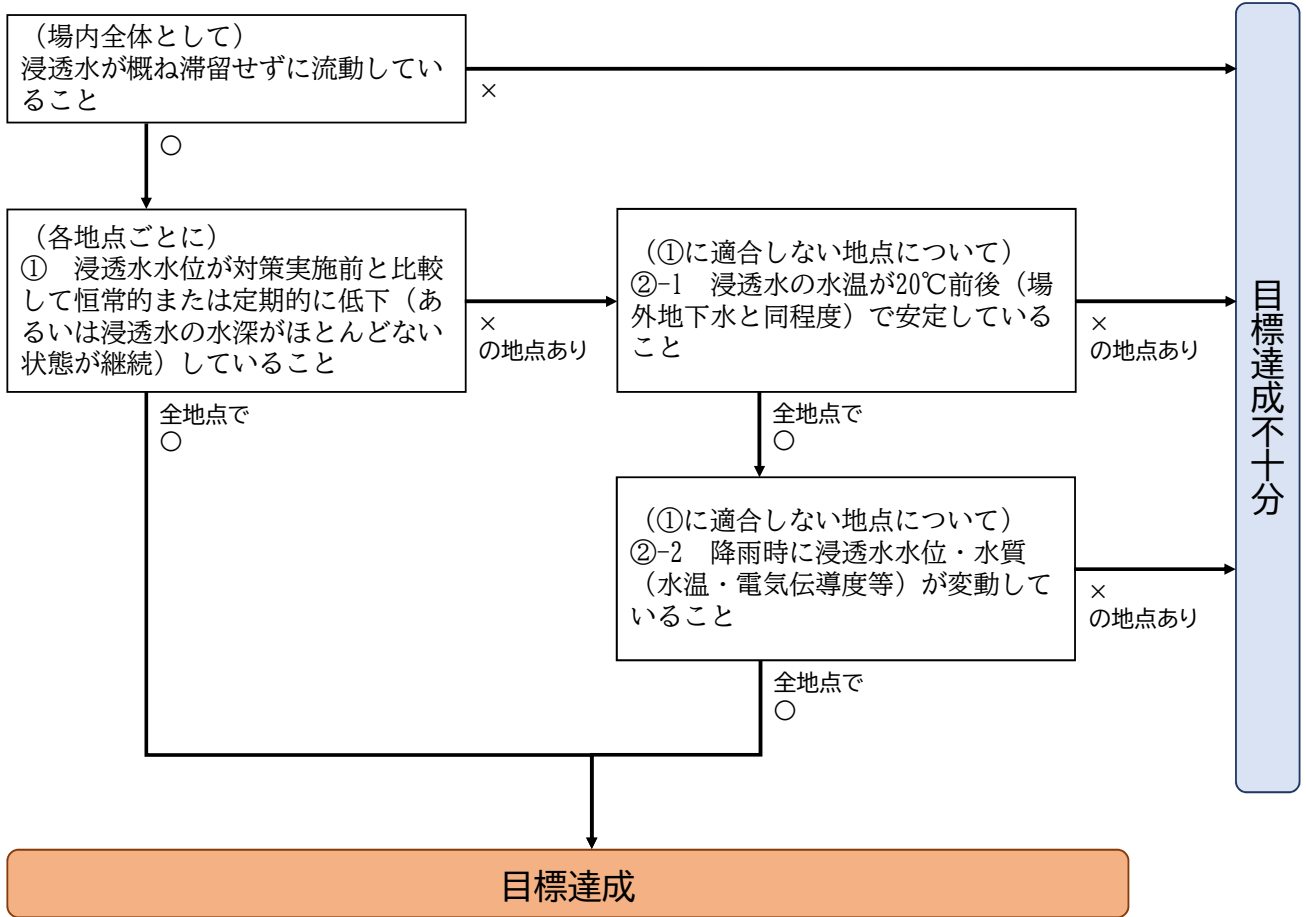 （場内全体として）
浸透水が概ね滞留せずに流動してい
ること
×
○
（各地点ごとに）
①　浸透水水位が対策実施前と比較
して恒常的または定期的に低下（あ
るいは浸透水の水深がほとんどない
状態が継続）していること
×
の地点あり
全地点で
○
（①に適合しない地点について）
②-1　浸透水の水温が20℃前後（場
外地下水と同程度）で安定している
こと
×
の地点あり
全地点で
○
（①に適合しない地点について）
②-2　降雨時に浸透水水位・水質
（水温・電気伝導度等）が変動して
いること
×
の地点あり
全地点で
○
目標達成不十分
目標達成